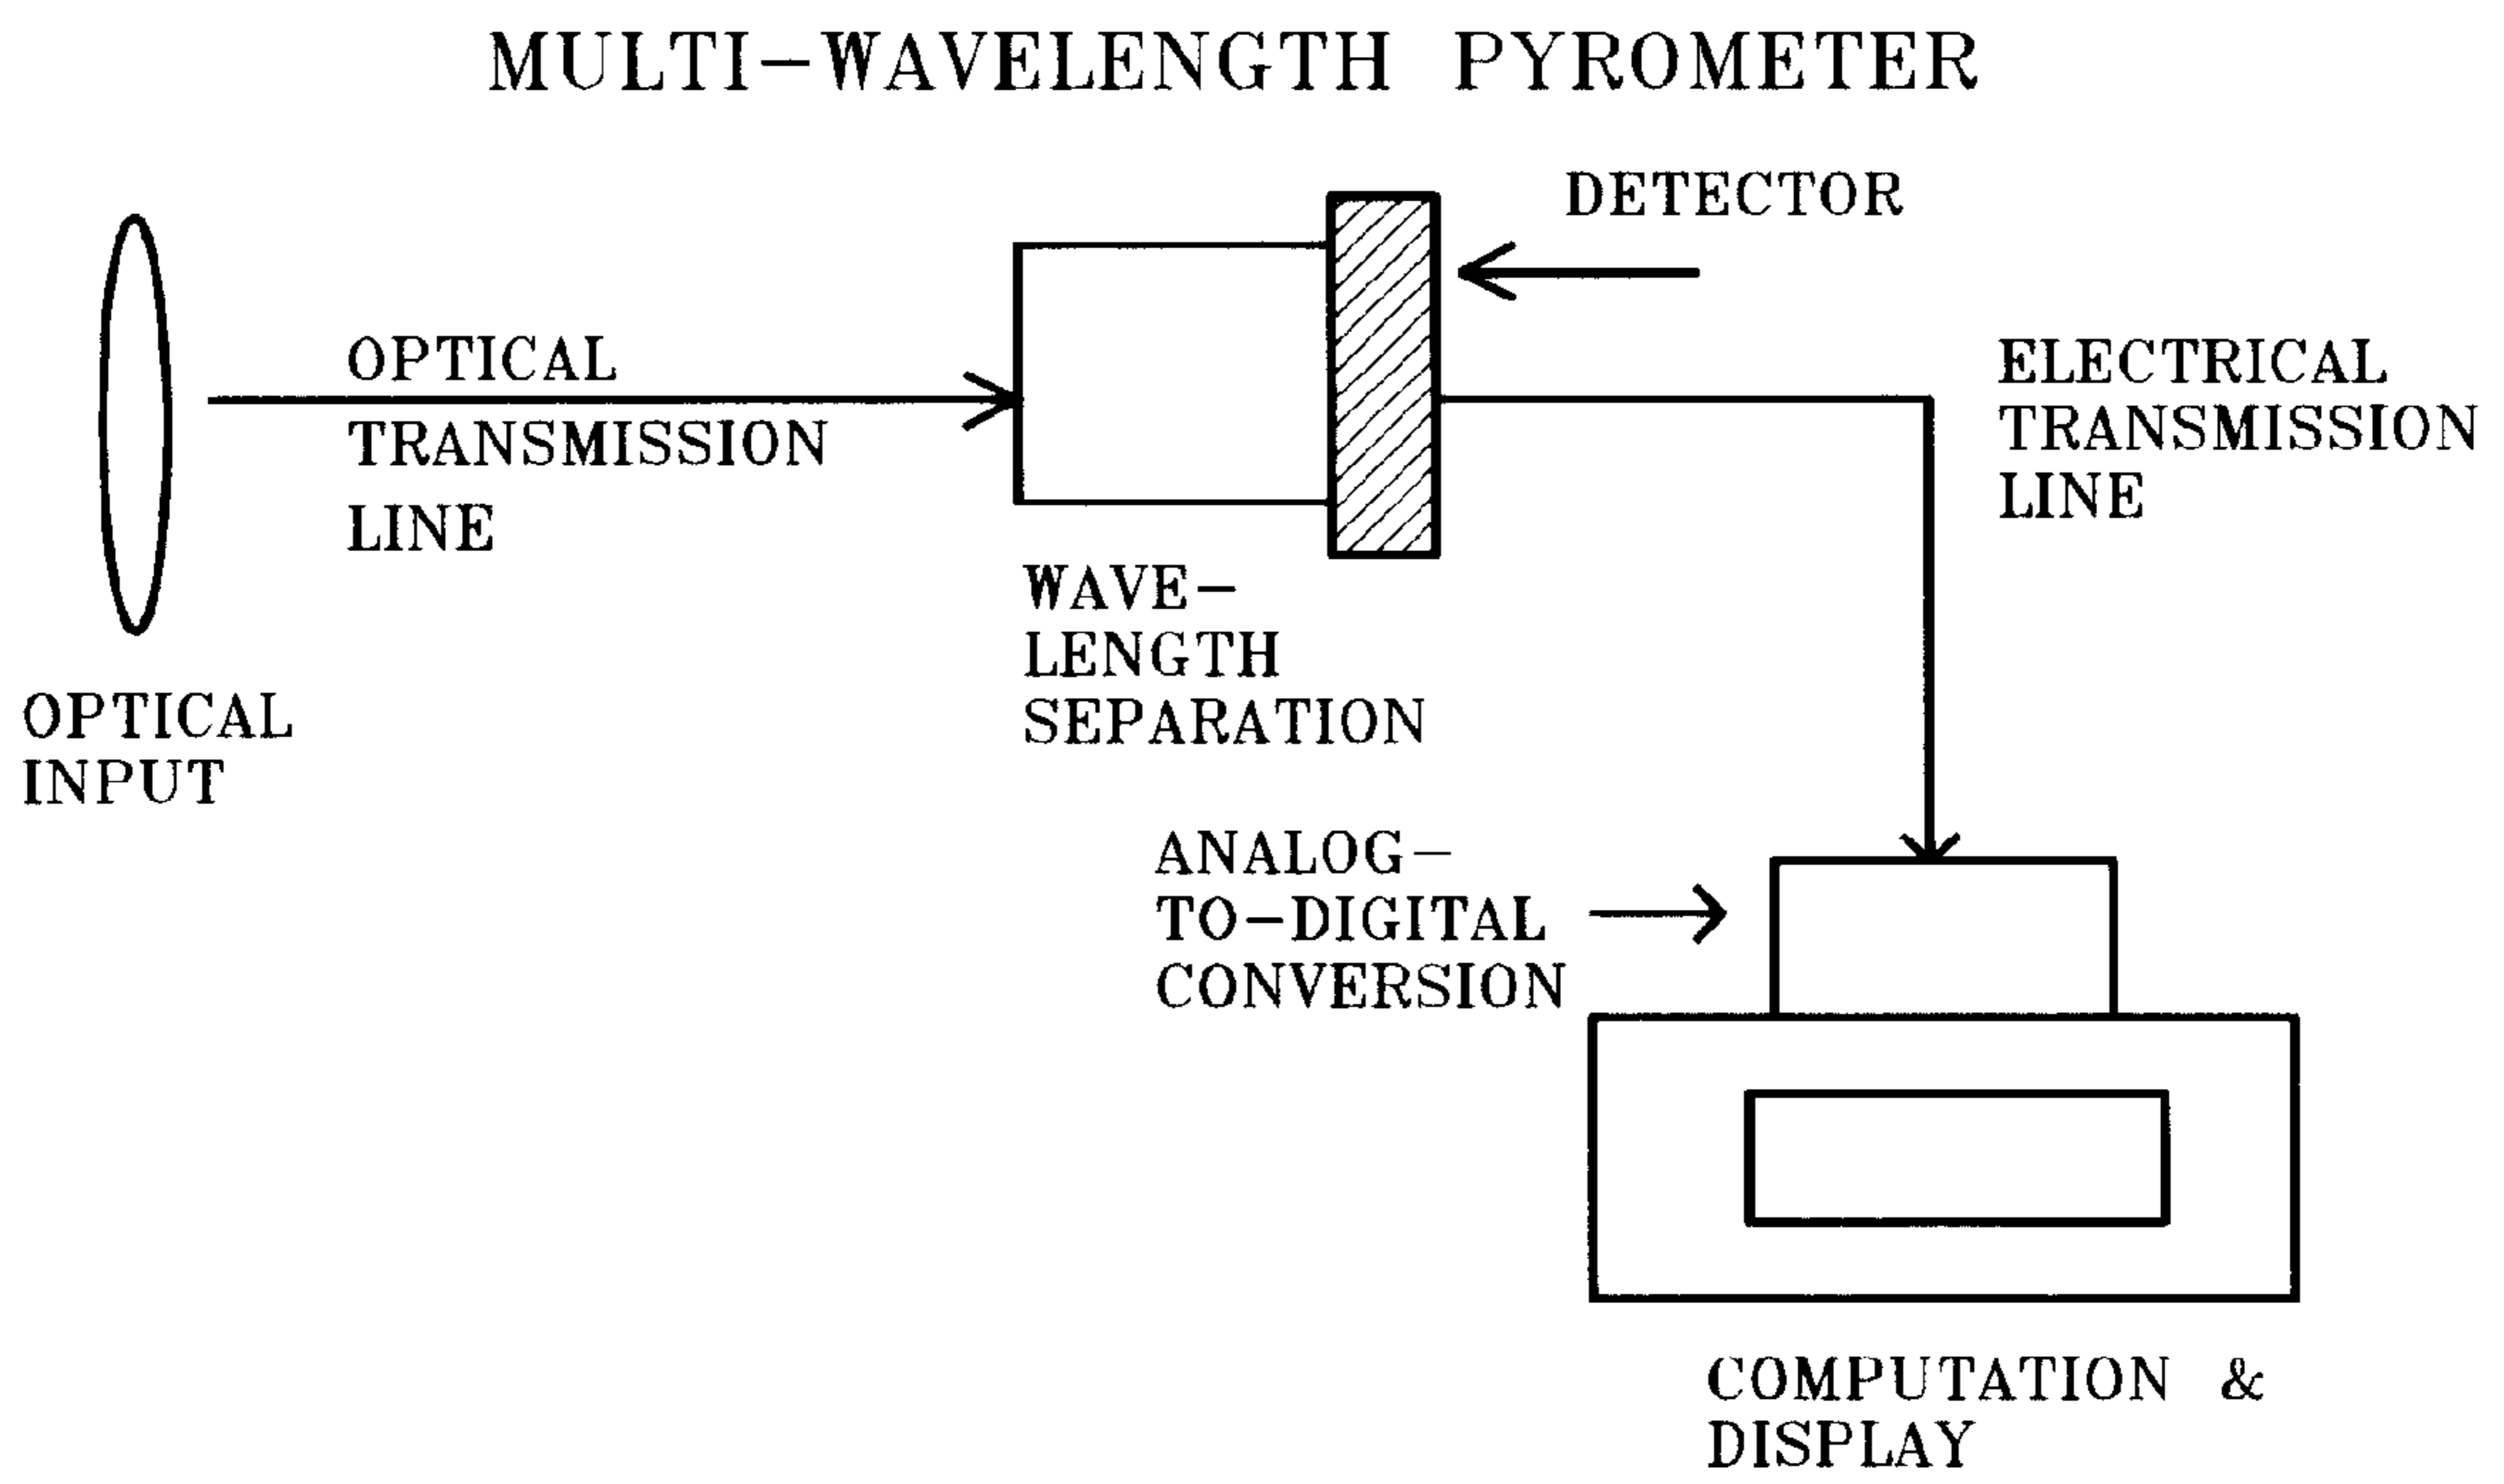 MULTI-WAVELENGTH PYROMETER
DETECTOR
OPTICAL
TRANSMISSION
LINE
ELECTRICAL
TRANSMISSION
LINE
WAVE-
LENGTH
SEPARATION
OPTICAL
INPUT
ANALOG-
TO-DIGITAL
CONVERSION
COMPUTATION &
DISPLAY